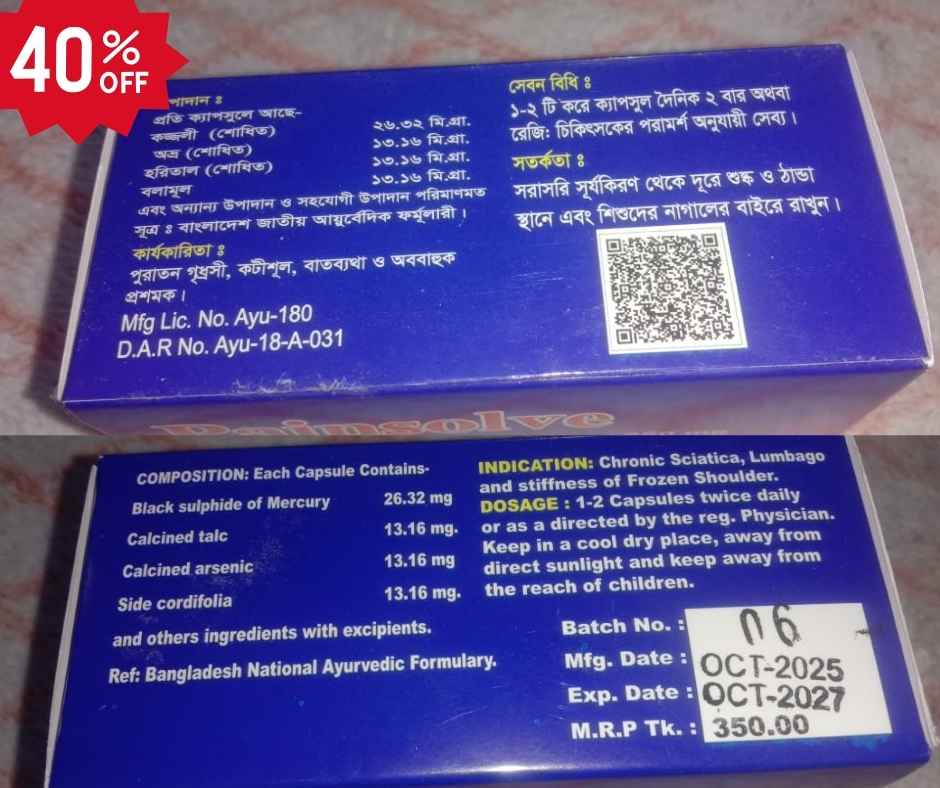 40%
OFF
পাদান :
প্রতি ক্যাপসুলে আছে-
কজ্জলী (শোধিত) ২৬.৩২ মি.গ্রা.
অভ্র (শোধিত) ১৩.১৬ মি.গ্রা.
হরিতাল (শোধিত) ১৩.১৬ মি.গ্রা.
বলামূল ১৩.১৬ মি.গ্রা.
এবং অন্যান্য উপাদান ও সহযোগী উপাদান পরিমাণমত
সূত্র : বাংলাদেশ জাতীয় আয়ুর্বেদিক ফর্মূলারী।
কার্যকারিতা :
পুরাতন গৃধ্রসী, কটীশূল, বাতব্যথা ও অববাহুক
প্রশমক।
Mfg Lic. No. Ayu-180
D.A.R No. Ayu-18-A-031
সেবন বিধি :
১-২ টি করে ক্যাপসুল দৈনিক ২ বার অথবা
রেজি: চিকিৎসকের পরামর্শ অনুযায়ী সেব্য।
সতর্কতা :
সরাসরি সূর্যকিরণ থেকে দূরে শুষ্ক ও ঠান্ডা
স্থানে এবং শিশুদের নাগালের বাইরে রাখুন।
Painsolve
COMPOSITION: Each Capsule Contains-
Black sulphide of Mercury 26.32 mg
Calcined talc 13.16 mg.
Calcined arsenic 13.16 mg
Side cordifolia 13.16 mg.
and others ingredients with excipients.
Ref: Bangladesh National Ayurvedic Formulary.
INDICATION: Chronic Sciatica, Lumbago
and stiffness of Frozen Shoulder.
DOSAGE : 1-2 Capsules twice daily
or as a directed by the reg. Physician.
Keep in a cool dry place, away from
direct sunlight and keep away from
the reach of children.
Batch No. : 06
Mfg. Date : OCT-2025
Exp. Date : OCT-2027
M.R.P Tk. : 350.00